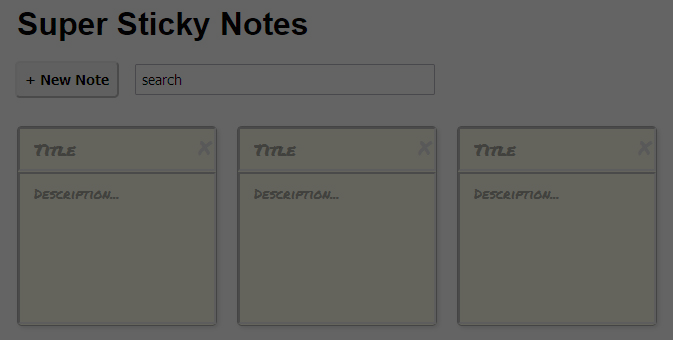 Super Sticky Notes
+ New Note
search
Title
x
Title
x
Title
x
Description...
Description...
Description...